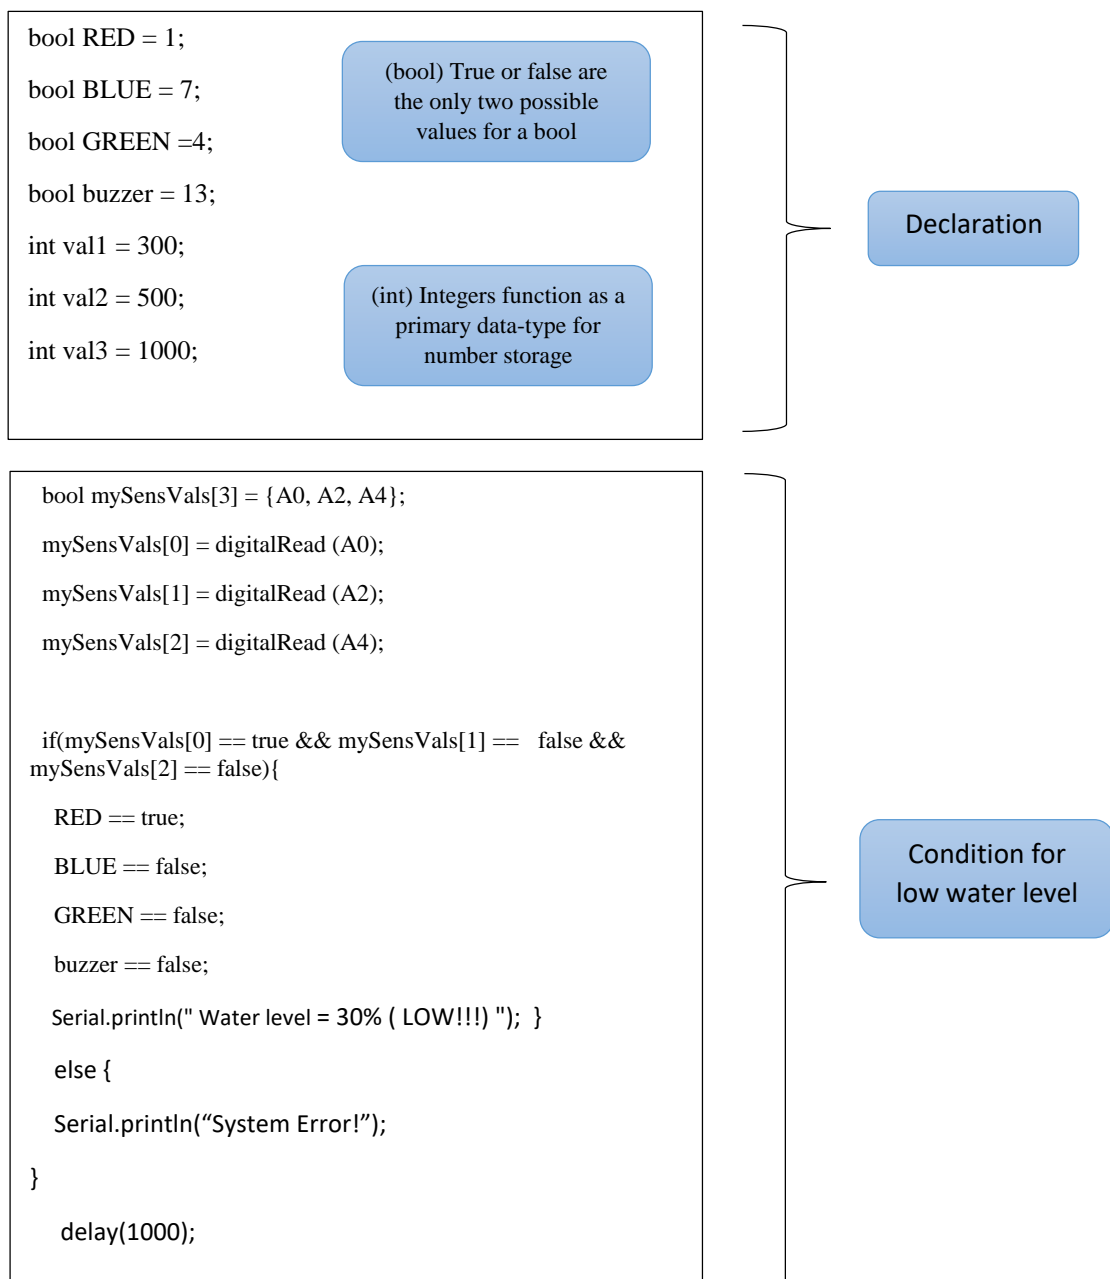 bool RED = 1;
bool BLUE = 7;
bool GREEN =4;
bool buzzer = 13;
int val1 = 300;
int val2 = 500;
int val3 = 1000;
(bool) True or false are
the only two possible
values for a bool
(int) Integers function as a
primary data-type for
number storage
Declaration
bool mySensVals[3] = {A0, A2, A4};
mySensVals[0] = digitalRead (A0);
mySensVals[1] = digitalRead (A2);
mySensVals[2] = digitalRead (A4);
if(mySensVals[0] == true && mySensVals[1] == false &&
mySensVals[2] == false){
RED == true;
BLUE == false;
GREEN == false;
buzzer == false;
Serial.println(" Water level = 30% ( LOW!!!) "); }
else {
Serial.println(“System Error!”);
}
delay(1000);
Condition for
low water level